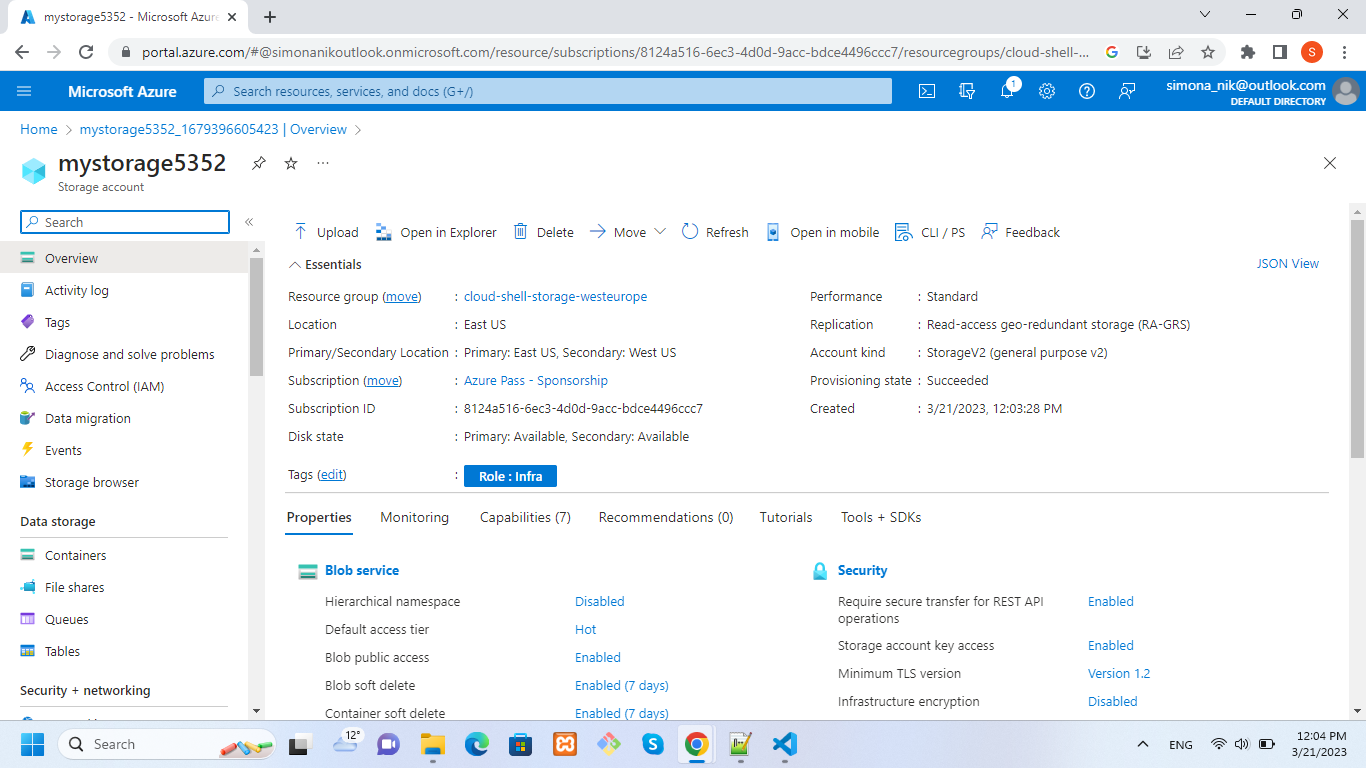 mystorage5352 - Microsoft Azure
portal.azure.com/#@simonanikoutlook.onmicrosoft.com/resource/subscriptions/8124a516-6ec3-4d0d-9acc-bdce4496ccc7/resourcegroups/cloud-shell-...
S
Microsoft Azure
Search resources, services, and docs (G+/)
1
simona_nik@outlook.com
DEFAULT DIRECTORY
Home > mystorage5352_1679396605423 | Overview >
mystorage5352
Storage account
Search
Overview
Activity log
Tags
Diagnose and solve problems
Access Control (IAM)
Data migration
Events
Storage browser
Data storage
Containers
File shares
Queues
Tables
Security + networking
Upload Open in Explorer Delete Move Refresh Open in mobile CLI / PS Feedback
Essentials
JSON View
Resource group (move) : cloud-shell-storage-westeurope
Location : East US
Primary/Secondary Location : Primary: East US, Secondary: West US
Subscription (move) : Azure Pass - Sponsorship
Subscription ID : 8124a516-6ec3-4d0d-9acc-bdce4496ccc7
Disk state : Primary: Available, Secondary: Available
Tags (edit) : Role : Infra
Performance : Standard
Replication : Read-access geo-redundant storage (RA-GRS)
Account kind : StorageV2 (general purpose v2)
Provisioning state : Succeeded
Created : 3/21/2023, 12:03:28 PM
Properties Monitoring Capabilities (7) Recommendations (0) Tutorials Tools + SDKs
Blob service
Hierarchical namespace Disabled
Default access tier Hot
Blob public access Enabled
Blob soft delete Enabled (7 days)
Container soft delete Enabled (7 days)
Security
Require secure transfer for REST API Enabled
operations
Storage account key access Enabled
Minimum TLS version Version 1.2
Infrastructure encryption Disabled
Search
12°
ENG
12:04 PM
3/21/2023